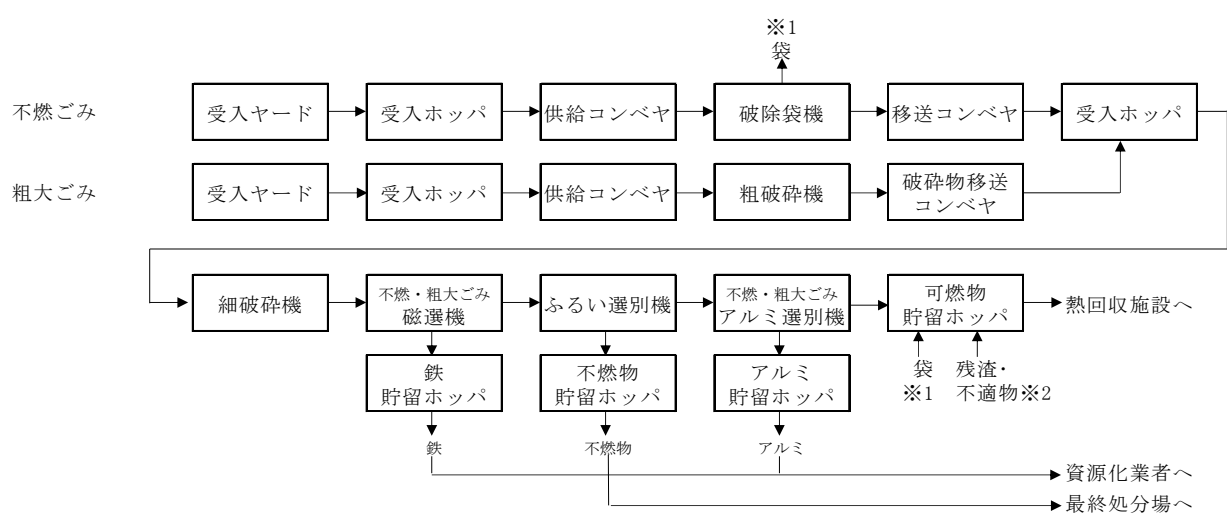 ※1
袋
不燃ごみ
受入ヤード
受入ホッパ
供給コンベヤ
破除袋機
移送コンベヤ
受入ホッパ
粗大ごみ
受入ヤード
受入ホッパ
供給コンベヤ
粗破砕機
破砕物移送
コンベヤ
細破砕機
不燃・粗大ごみ
磁選機
ふるい選別機
不燃・粗大ごみ
アルミ選別機
可燃物
貯留ホッパ
熱回収施設へ
鉄
貯留ホッパ
不燃物
貯留ホッパ
アルミ
貯留ホッパ
袋
※1
残渣・
不適物※2
鉄
不燃物
アルミ
資源化業者へ
最終処分場へ